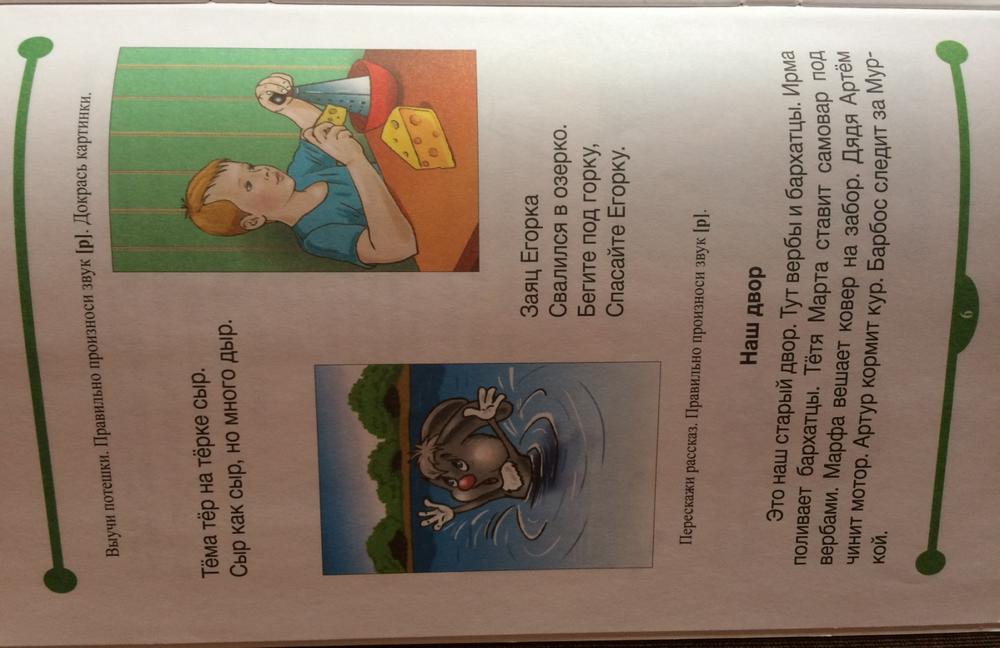 Выучи потешки. Правильно произноси звук [р]. Докрась картинки.
Тёма тёр на тёрке сыр.
Сыр как сыр, но много дыр.
Заяц Егорка
Свалился в озерко.
Бегите под горку,
Спасайте Егорку.
Перескажи рассказ. Правильно произноси звук [р].
Наш двор
Это наш старый двор. Тут вербы и бархатцы. Ирма
поливает бархатцы. Тётя Марта ставит самовар под
вербами. Марфа вешает ковер на забор. Дядя Артём
чинит мотор. Артур кормит кур. Барбос следит за Мур-
кой.
6